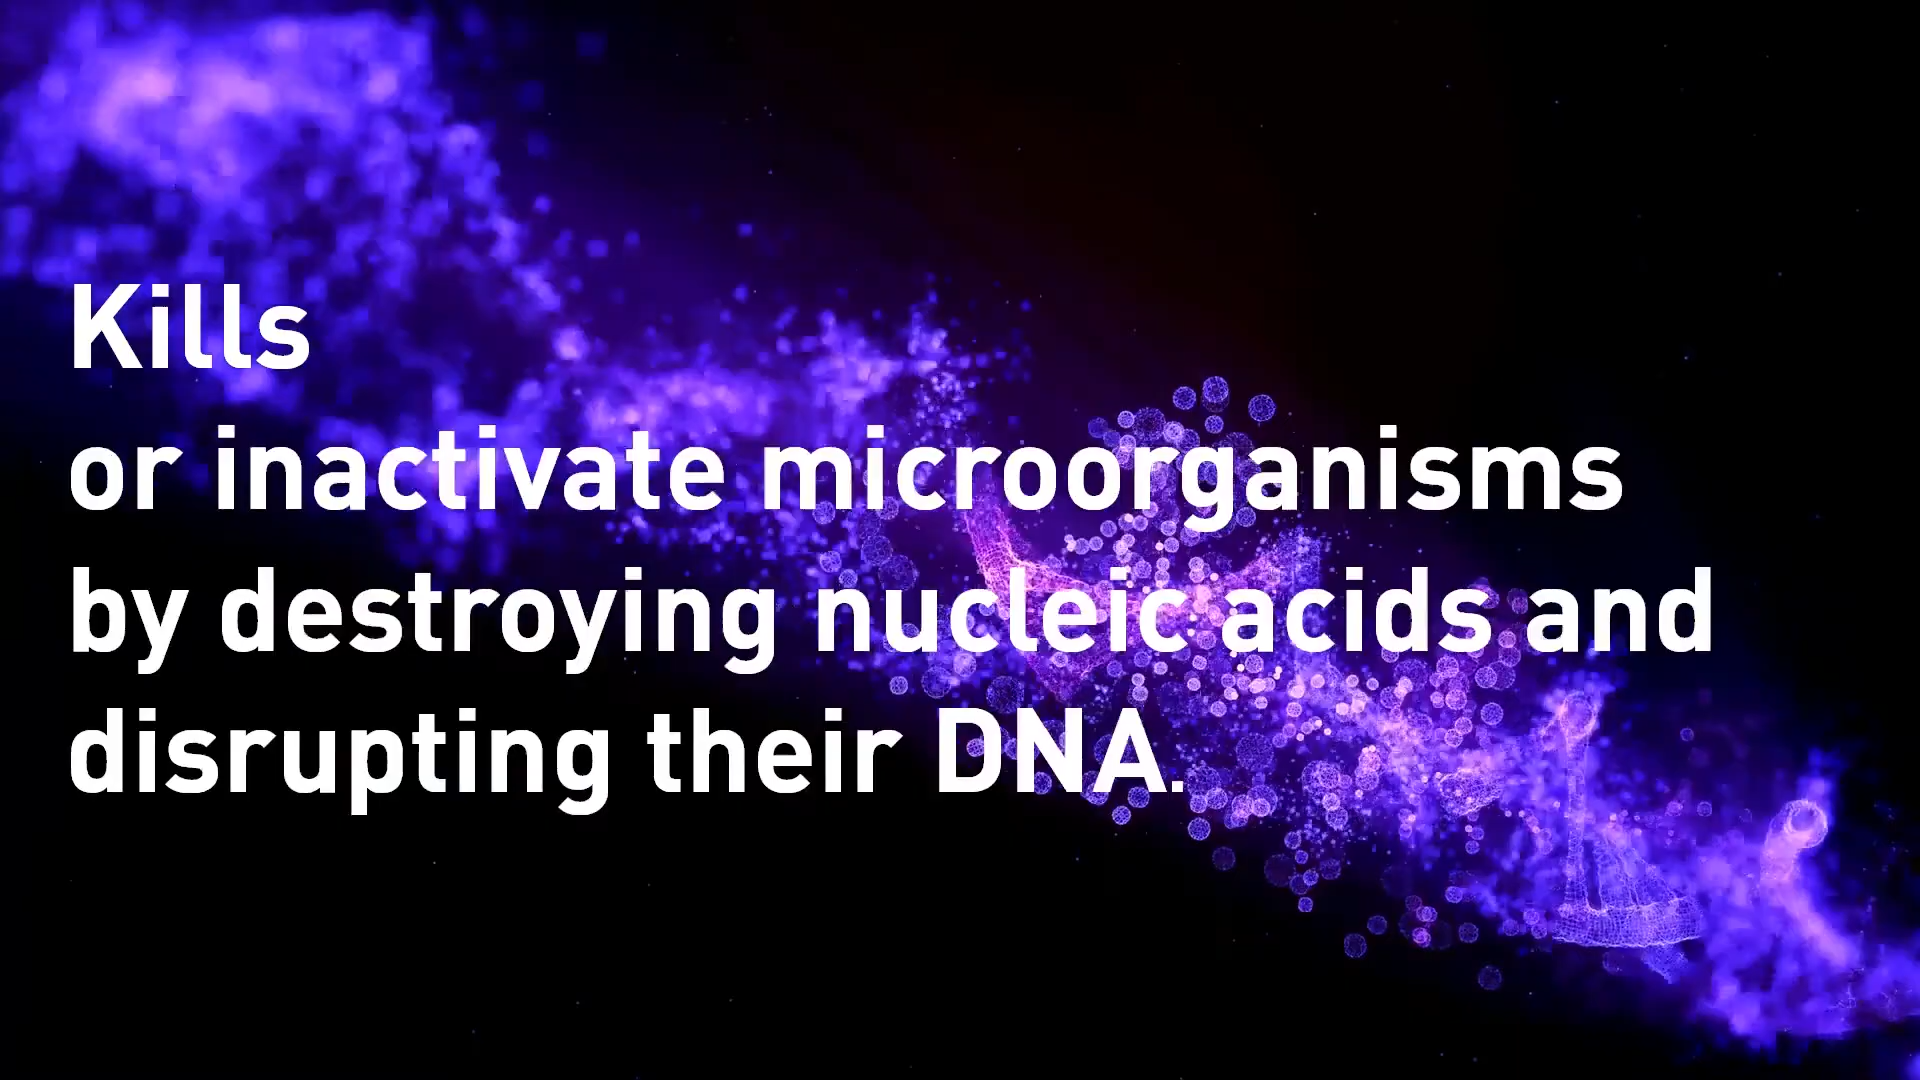 Kills
or inactivate microorganisms
by destroying nucleic acids and
disrupting their DNA.